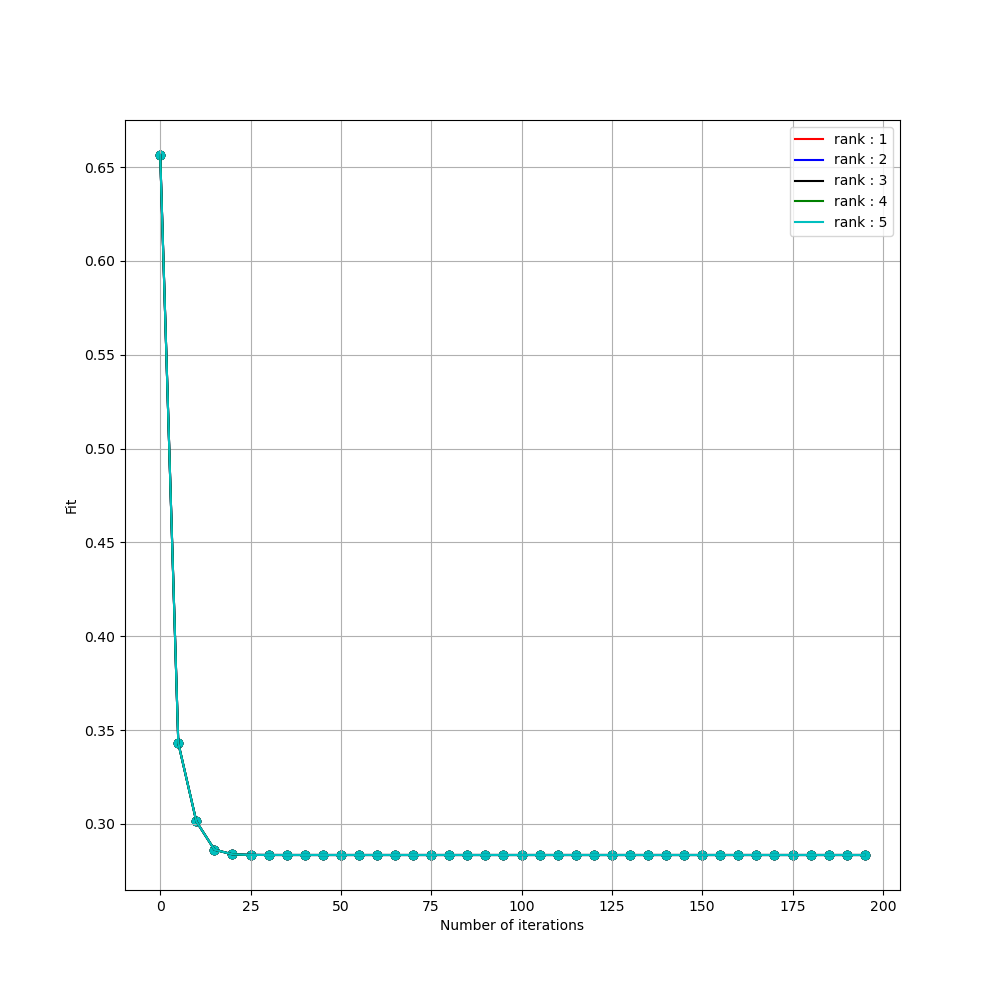 rank : 1
rank : 2
rank : 3
rank : 4
rank : 5
0.65
0.60
0.55
0.50
0.45
0.40
0.35
0.30
Fit
0 25 50 75 100 125 150 175 200
Number of iterations